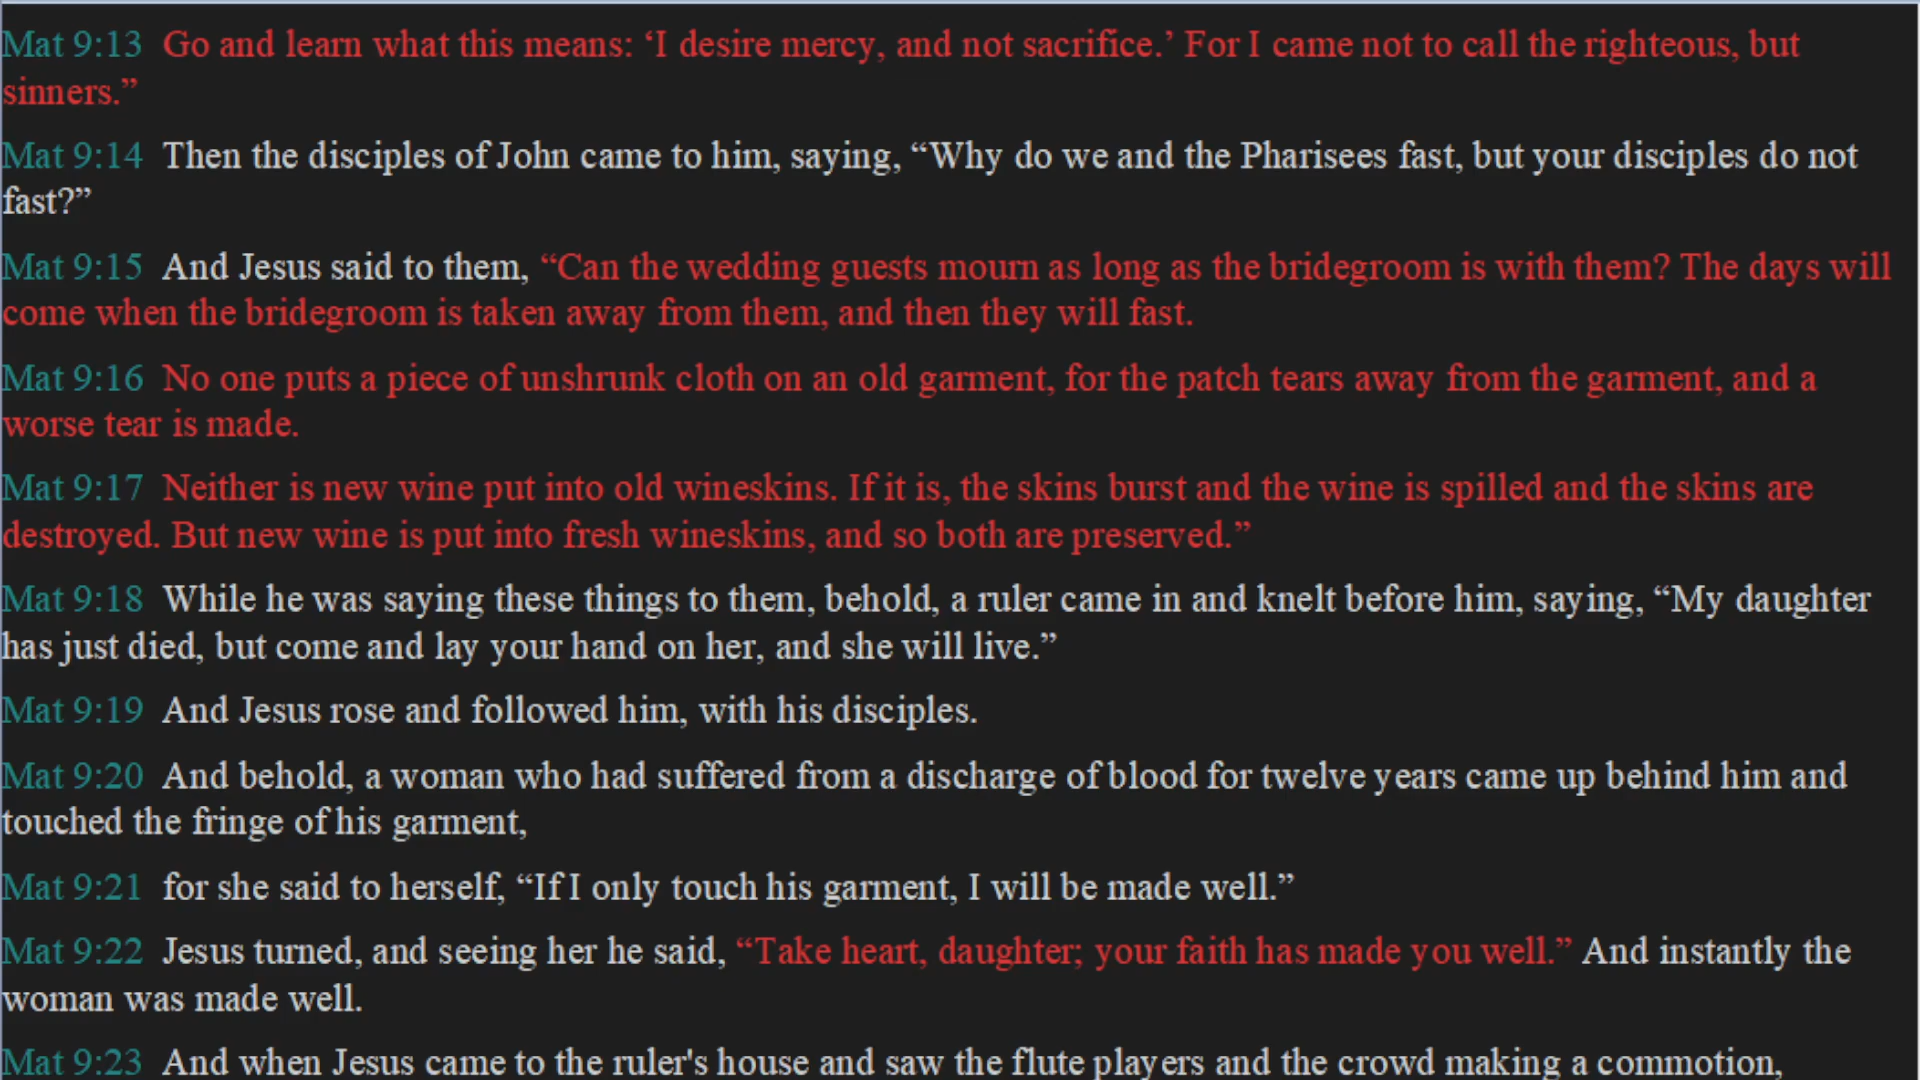 Mat 9:13 Go and learn what this means: ‘I desire mercy, and not sacrifice.’ For I came not to call the righteous, but
sinners.”
Mat 9:14 Then the disciples of John came to him, saying, “Why do we and the Pharisees fast, but your disciples do not
fast?”
Mat 9:15 And Jesus said to them, “Can the wedding guests mourn as long as the bridegroom is with them? The days will
come when the bridegroom is taken away from them, and then they will fast.
Mat 9:16 No one puts a piece of unshrunk cloth on an old garment, for the patch tears away from the garment, and a
worse tear is made.
Mat 9:17 Neither is new wine put into old wineskins. If it is, the skins burst and the wine is spilled and the skins are
destroyed. But new wine is put into fresh wineskins, and so both are preserved.”
Mat 9:18 While he was saying these things to them, behold, a ruler came in and knelt before him, saying, “My daughter
has just died, but come and lay your hand on her, and she will live.”
Mat 9:19 And Jesus rose and followed him, with his disciples.
Mat 9:20 And behold, a woman who had suffered from a discharge of blood for twelve years came up behind him and
touched the fringe of his garment,
Mat 9:21 for she said to herself, “If I only touch his garment, I will be made well.”
Mat 9:22 Jesus turned, and seeing her he said, “Take heart, daughter; your faith has made you well.” And instantly the
woman was made well.
Mat 9:23 And when Jesus came to the ruler's house and saw the flute players and the crowd making a commotion,